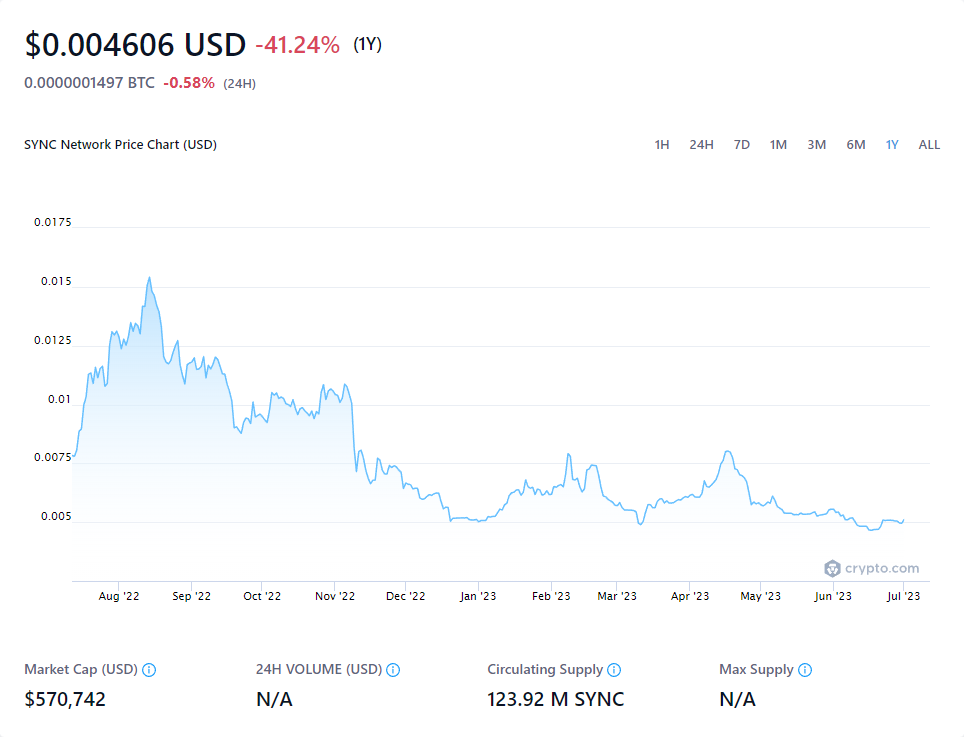 $0.004606 USD -41.24% (1Y)
0.0000001497 BTC -0.58% (24H)
SYNC Network Price Chart (USD) 1H 24H 7D 1M 3M 6M 1Y ALL
0.0175
0.015
0.0125
0.01
0.0075
0.005
crypto.com
Aug '22 Sep '22 Oct '22 Nov '22 Dec '22 Jan '23 Feb '23 Mar '23 Apr '23 May '23 Jun '23 Jul '23
Market Cap (USD) 24H VOLUME (USD) Circulating Supply Max Supply
$570,742 N/A 123.92 M SYNC N/A